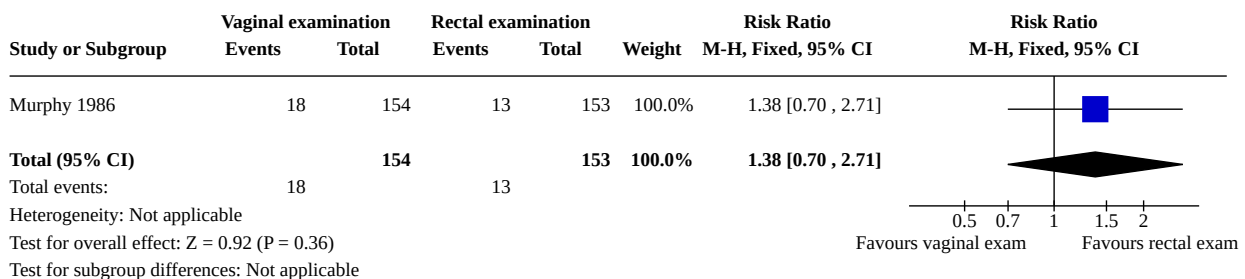 Vaginal examination Rectal examination Risk Ratio Risk Ratio
Study or Subgroup Events Total Events Total Weight M-H, Fixed, 95% CI M-H, Fixed, 95% CI
Murphy 1986 18 154 13 153 100.0% 1.38 [0.70 , 2.71]
Total (95% CI) 154 153 100.0% 1.38 [0.70 , 2.71]
Total events: 18 13
Heterogeneity: Not applicable 0.5 0.7 1 1.5 2
Test for overall effect: Z = 0.92 (P = 0.36) Favours vaginal exam Favours rectal exam
Test for subgroup differences: Not applicable